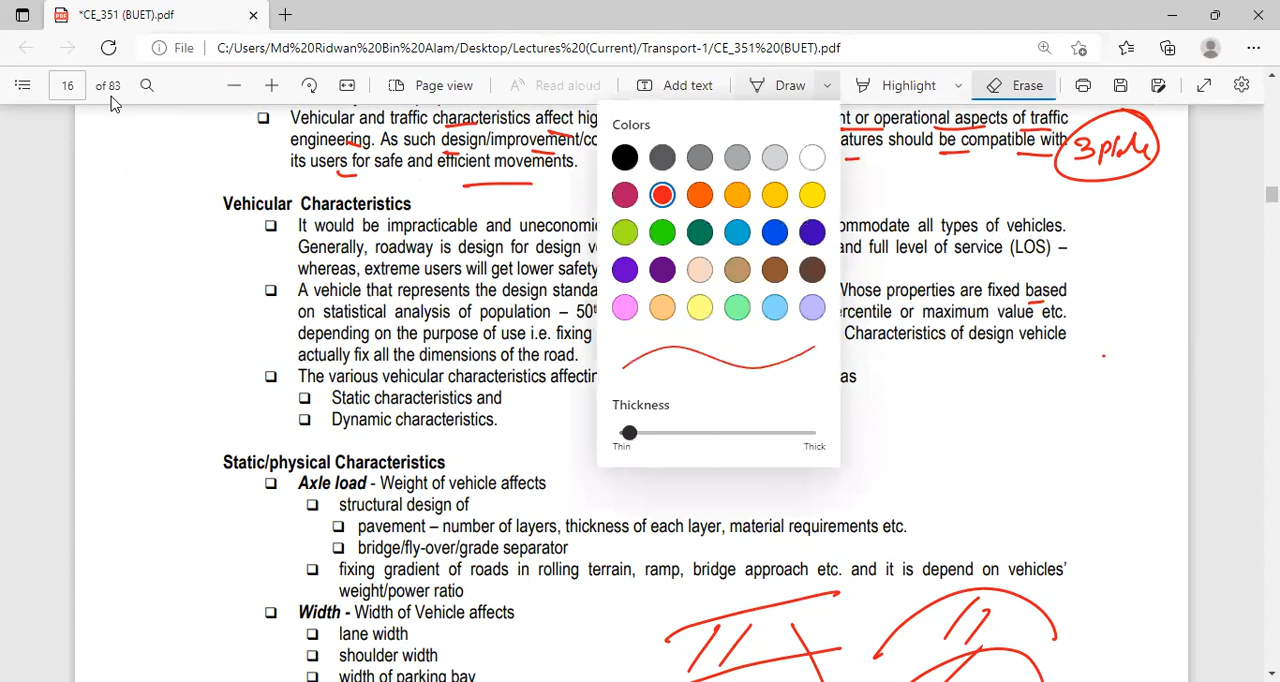 *CE_351 (BUET).pdf
File C:/Users/Md%20Ridwan%20Bin%20Alam/Desktop/Lectures%20(Current)/Transport-1/CE_351%20(BUET).pdf
16 of 83 Page view Read aloud Add text Draw Highlight Erase
Vehicular and traffic characteristics affect hig nt or operational aspects of traffic
engineering. As such design/improvement/co atures should be compatible with
its users for safe and efficient movements.
3
Vehicular Characteristics
It would be impracticable and uneconomi ommodate all types of vehicles.
Generally, roadway is design for design v and full level of service (LOS) –
whereas, extreme users will get lower safety
A vehicle that represents the design standa Whose properties are fixed based
on statistical analysis of population – 50th ercentile or maximum value etc.
depending on the purpose of use i.e. fixing Characteristics of design vehicle
actually fix all the dimensions of the road.
The various vehicular characteristics affectin as
Static characteristics and
Dynamic characteristics.
Static/physical Characteristics
Axle load - Weight of vehicle affects
structural design of
pavement – number of layers, thickness of each layer, material requirements etc.
bridge/fly-over/grade separator
fixing gradient of roads in rolling terrain, ramp, bridge approach etc. and it is depend on vehicles'
weight/power ratio
Width - Width of Vehicle affects
lane width
shoulder width
width of parking bay
Colors
Thickness
Thin Thick